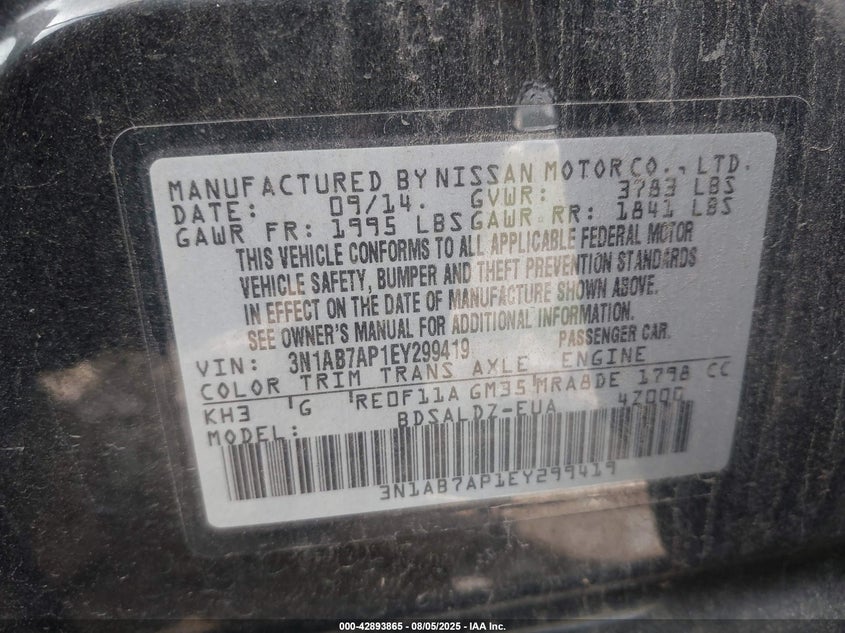 MANUFACTURED BY NISSAN MOTOR CO., LTD.
DATE: 09/14. GVWR: 3783 LBS
GAWR FR: 1995 LBS GAWR RR: 1841 LBS
THIS VEHICLE CONFORMS TO ALL APPLICABLE FEDERAL MOTOR
VEHICLE SAFETY, BUMPER AND THEFT PREVENTION STANDARDS
IN EFFECT ON THE DATE OF MANUFACTURE SHOWN ABOVE.
SEE OWNER'S MANUAL FOR ADDITIONAL INFORMATION.
VIN: 3N1AB7AP1EY299419 PASSENGER CAR.
COLOR TRIM TRANS AXLE ENGINE
KH3 G RE0F11A GM35 MRA8DE 1798 CC
MODEL: BDSALDZ-EUA 4Z000
3N1AB7AP1EY299419
000-42893865 - 08/05/2025 - IAA Inc.